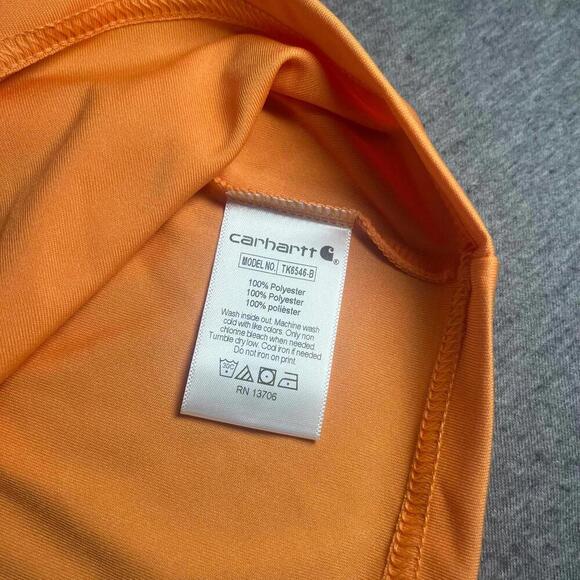 carhartt
MODEL NO. TK6546-B
100% Polyester
100% Polyester
100% polièster
Wash inside out. Machine wash
cold with like colors. Only non
chlorine bleach when needed.
Tumble dry low. Cool iron if needed
Do not iron on print
30C
RN 13706